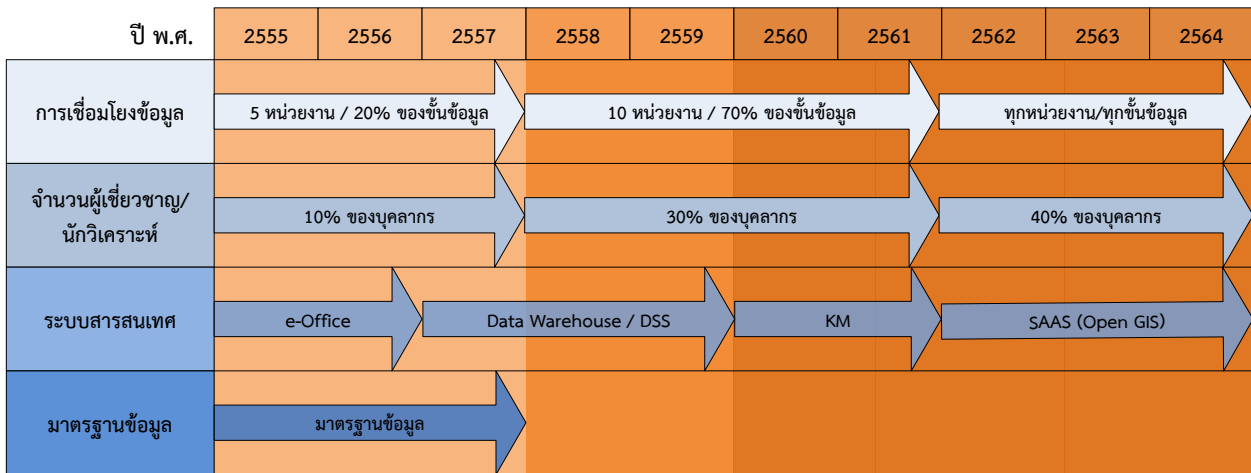 ปี พ.ศ. 2555 2556 2557 2558 2559 2560 2561 2562 2563 2564
การเชื่อมโยงข้อมูล 5 หน่วยงาน / 20% ของขั้นข้อมูล 10 หน่วยงาน / 70% ของขั้นข้อมูล ทุกหน่วยงาน/ทุกขั้นข้อมูล
จำนวนผู้เชี่ยวชาญ/
นักวิเคราะห์ 10% ของบุคลากร 30% ของบุคลากร 40% ของบุคลากร
ระบบสารสนเทศ e-Office Data Warehouse / DSS KM SAAS (Open GIS)
มาตรฐานข้อมูล มาตรฐานข้อมูล